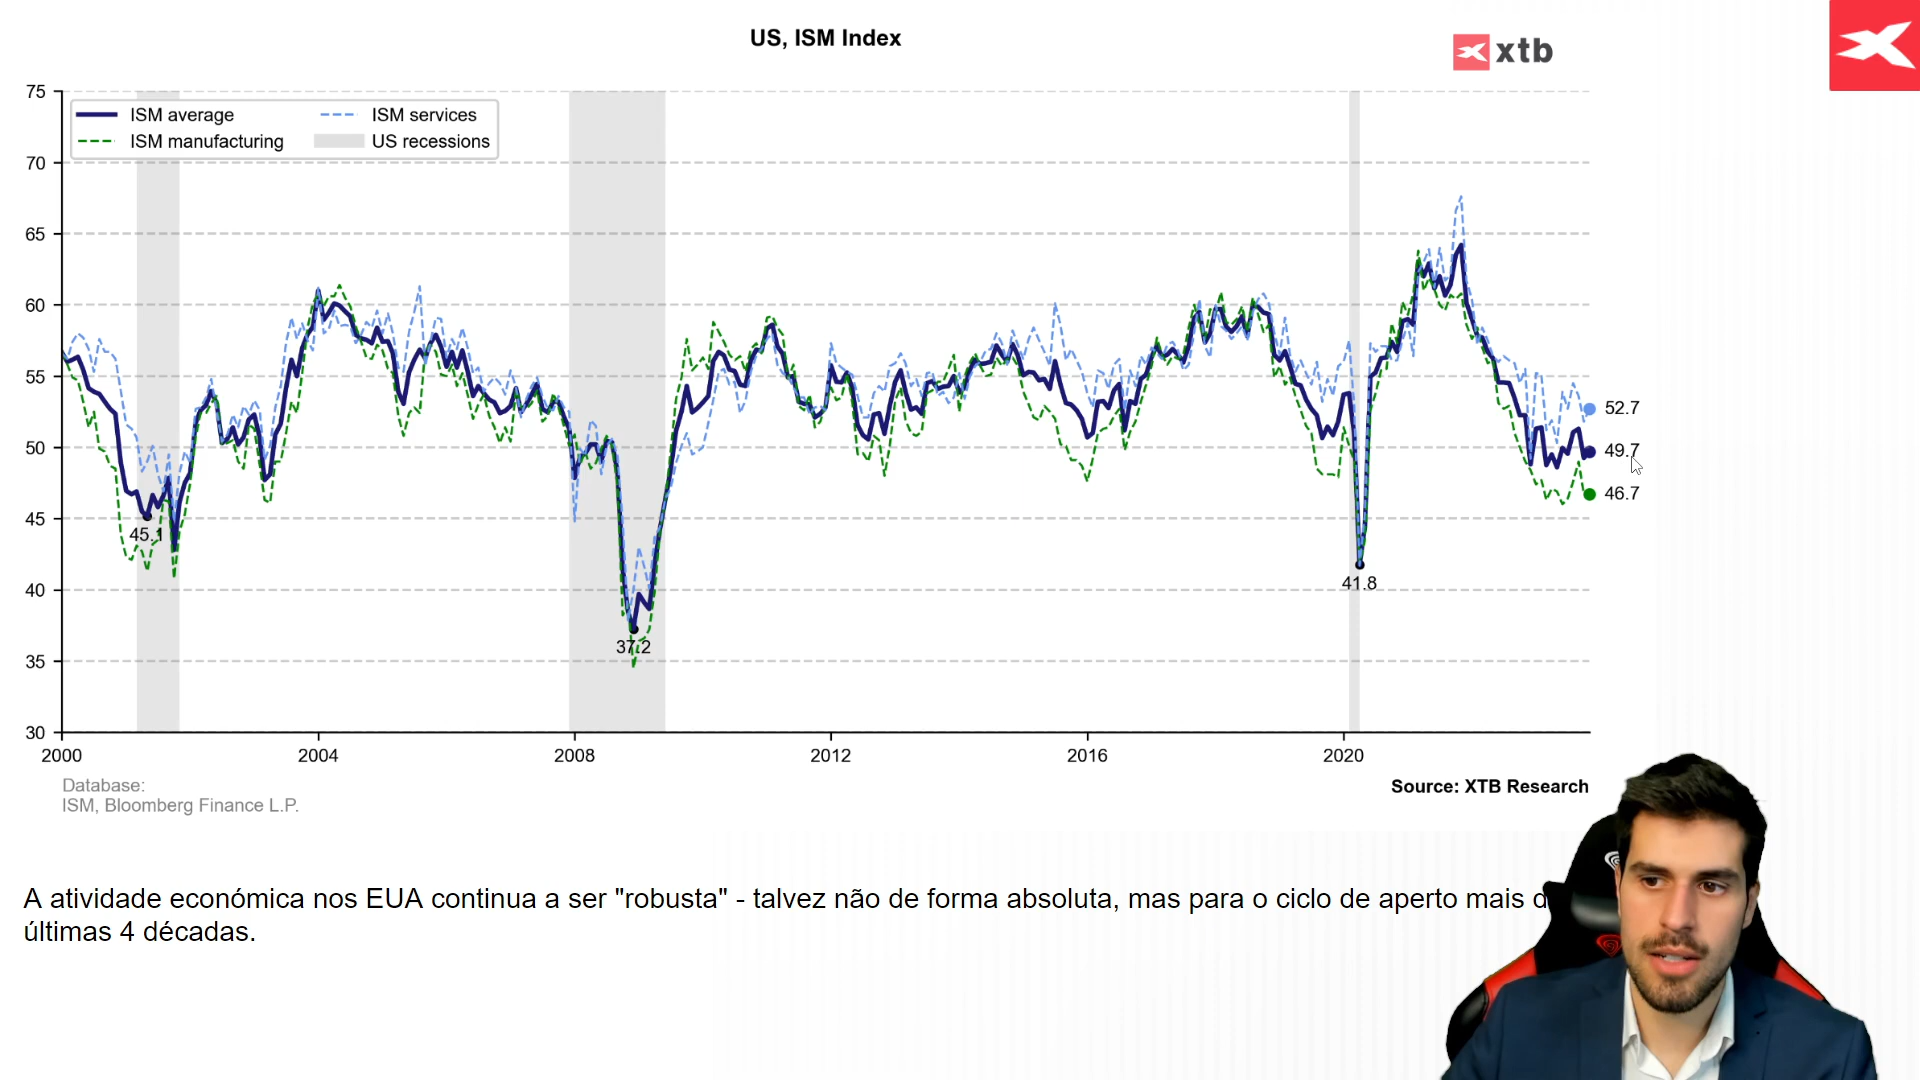 US, ISM Index
xtb
ISM average
ISM services
ISM manufacturing
US recessions
75
70
65
60
55
50
45
40
35
30
52.7
49.7
46.7
45.1
37.2
41.8
2000
2004
2008
2012
2016
2020
Database:
ISM, Bloomberg Finance L.P.
Source: XTB Research
A atividade económica nos EUA continua a ser "robusta" - talvez não de forma absoluta, mas para o ciclo de aperto mais
últimas 4 décadas.